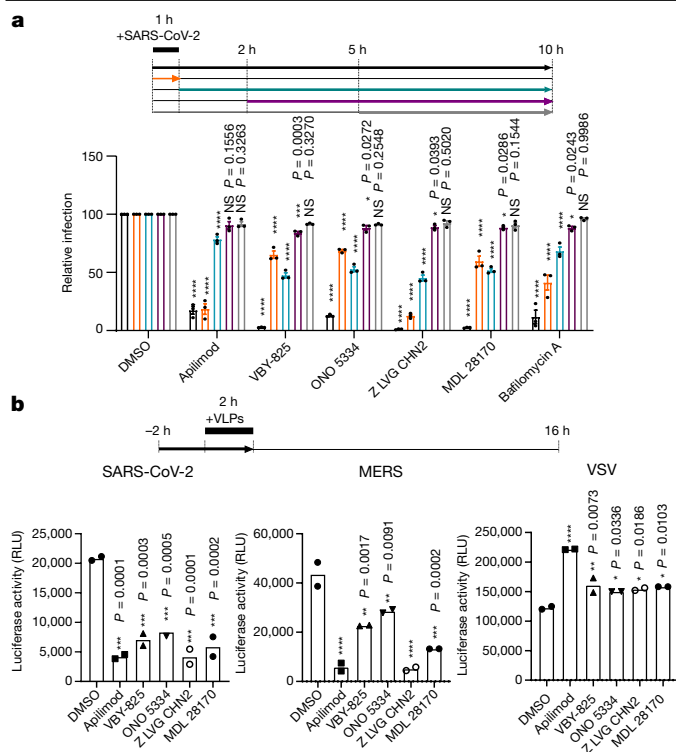 a
1 h
+SARS-CoV-2
2 h
5 h
10 h
Relative infection
150
100
50
0
****
****
****
NS P = 0.1556
NS P = 0.3263
****
****
****
*** P = 0.0003
NS P = 0.3270
****
****
****
* P = 0.0272
NS P = 0.2548
****
****
****
* P = 0.0393
NS P = 0.5020
****
****
****
* P = 0.0286
NS P = 0.1544
****
****
****
* P = 0.0243
NS P = 0.9986
DMSO
Apilimod
VBY-825
ONO 5334
Z LVG CHN2
MDL 28170
Bafilomycin A
b
2 h
+VLPs
–2 h
16 h
SARS-CoV-2
MERS
VSV
Luciferase activity (RLU)
25,000
20,000
15,000
10,000
5,000
0
*** P = 0.0001
*** P = 0.0003
*** P = 0.0005
*** P = 0.0001
*** P = 0.0002
DMSO
Apilimod
VBY-825
ONO 5334
Z LVG CHN2
MDL 28170
Luciferase activity (RLU)
60,000
40,000
20,000
0
****
** P = 0.0017
** P = 0.0091
****
*** P = 0.0002
DMSO
Apilimod
VBY-825
ONO 5334
Z LVG CHN2
MDL 28170
Luciferase activity (RLU)
250,000
200,000
150,000
100,000
50,000
0
****
** P = 0.0073
* P = 0.0336
* P = 0.0186
* P = 0.0103
DMSO
Apilimod
VBY-825
ONO 5334
Z LVG CHN2
MDL 28170